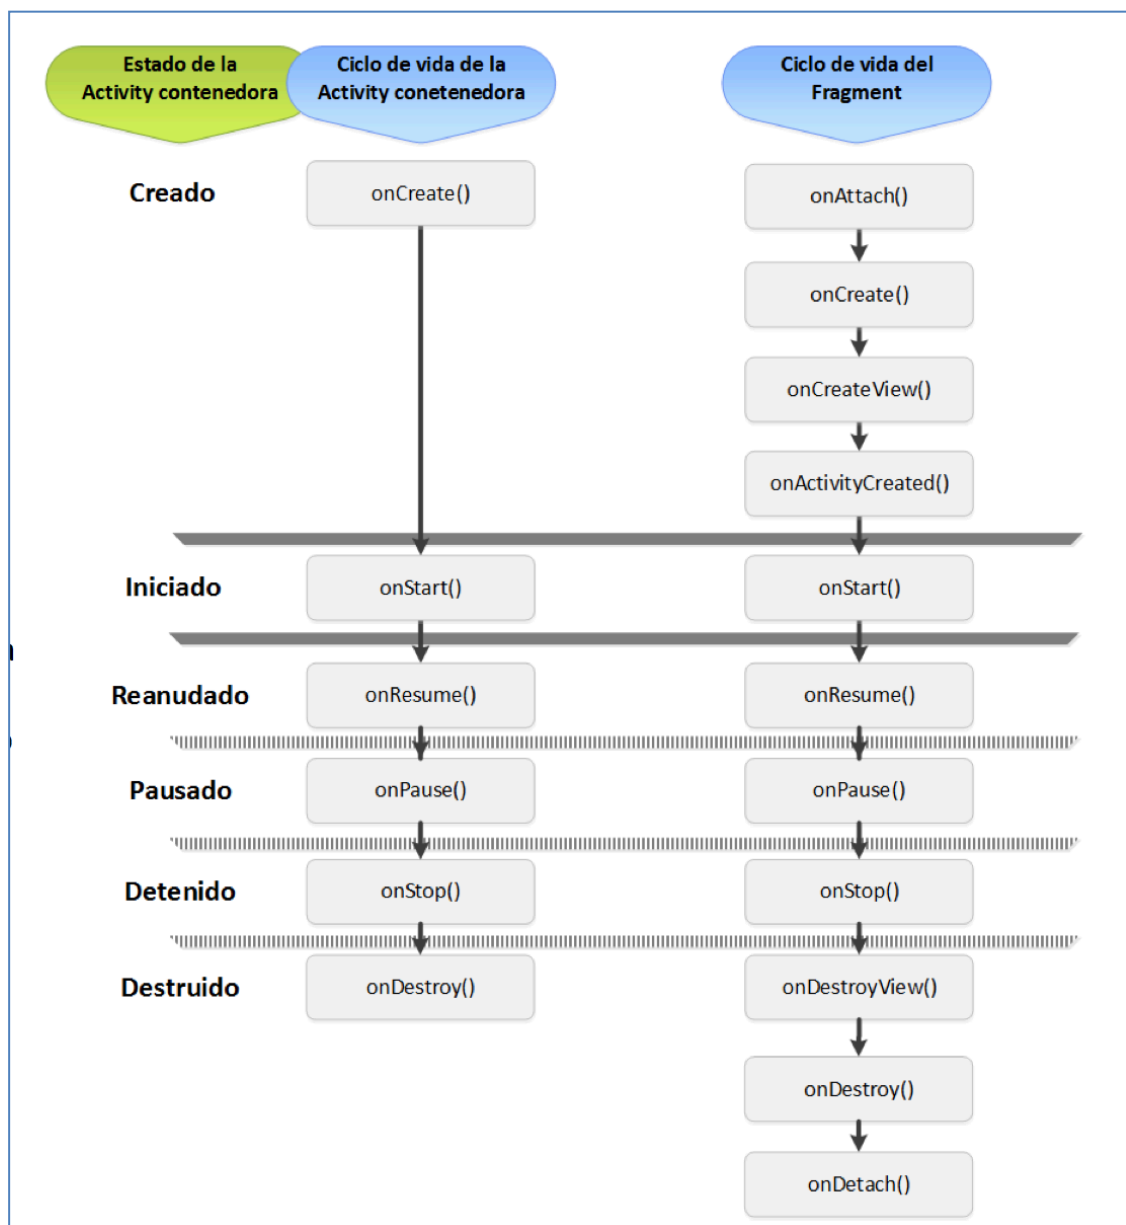 Estado de la
Activity contenedora
Ciclo de vida de la
Activity conetenedora
Ciclo de vida del
Fragment
Creado
onCreate()
onAttach()
onCreate()
onCreateView()
onActivityCreated()
Iniciado
onStart()
onStart()
Reanudado
onResume()
onResume()
Pausado
onPause()
onPause()
Detenido
onStop()
onStop()
Destruido
onDestroy()
onDestroyView()
onDestroy()
onDetach()